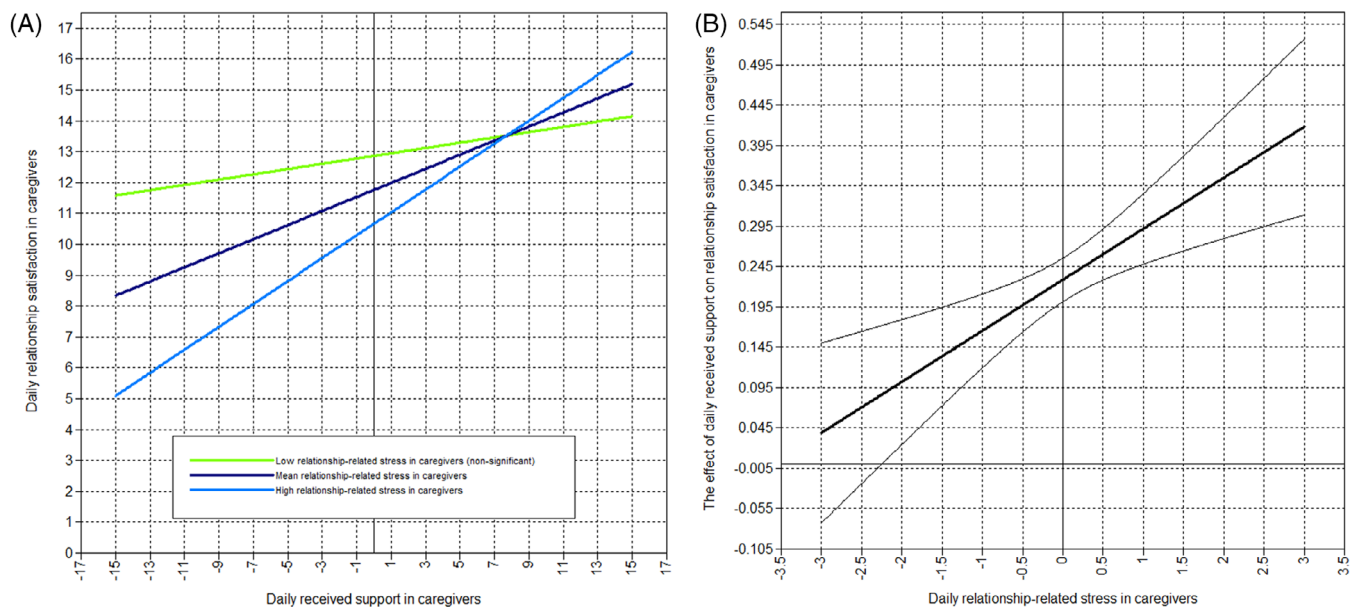 (A)
Daily relationship satisfaction in caregivers
17
16
15
14
13
12
11
10
9
8
7
6
5
4
3
2
1
0
Low relationship-related stress in caregivers (non-significant)
Mean relationship-related stress in caregivers
High relationship-related stress in caregivers
-17 -15 -13 -11 -9 -7 -5 -3 -1 1 3 5 7 9 11 13 15 17
Daily received support in caregivers
(B)
The effect of daily received support on relationship satisfaction in caregivers
0.545
0.495
0.445
0.395
0.345
0.295
0.245
0.195
0.145
0.095
0.045
-0.005
-0.055
-0.105
-3.5 -3 -2.5 -2 -1.5 -1 -0.5 0 0.5 1 1.5 2 2.5 3 3.5
Daily relationship-related stress in caregivers